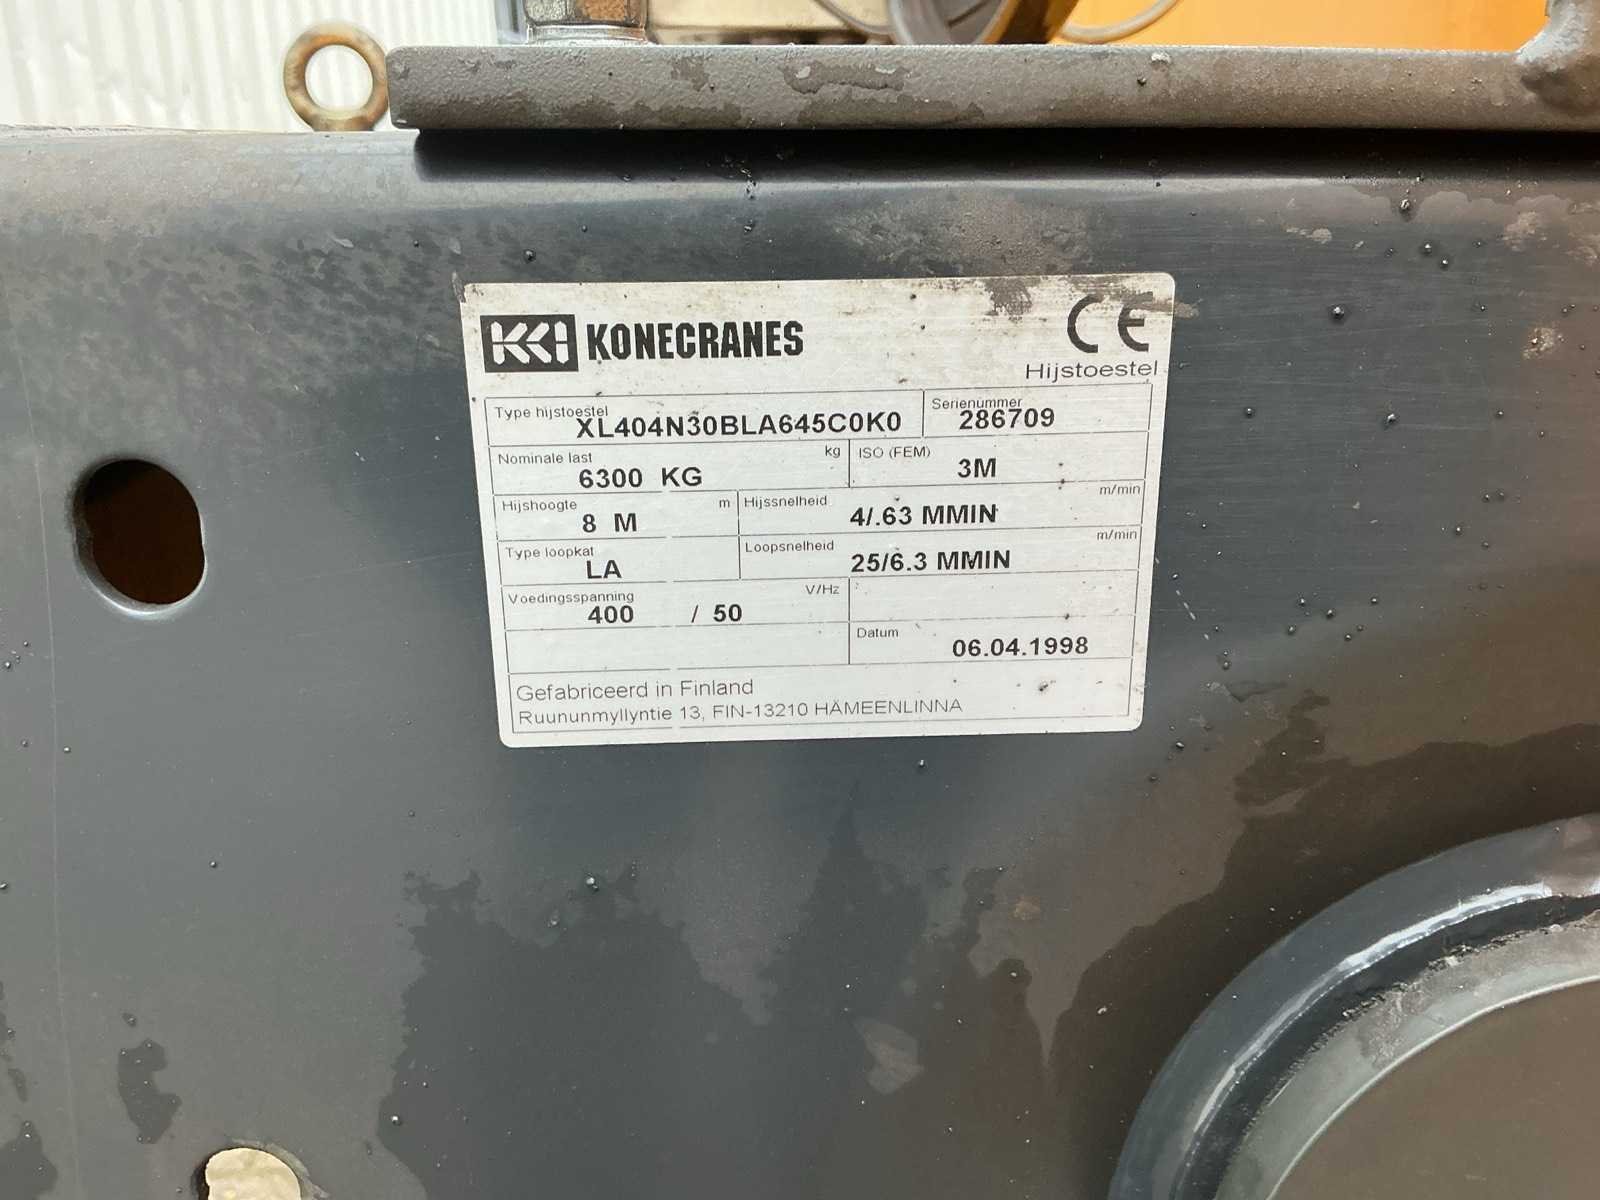 KCI KONECRANES CE
Hijstoestel
Type hijstoestel XL404N30BLA645C0K0 Serienummer 286709
Nominale last 6300 KG kg ISO (FEM) 3M
Hijshoogte 8 M m Hijssnelheid 4/.63 MMIN m/min
Type loopkat LA Loopsnelheid 25/6.3 MMIN m/min
Voedingsspanning 400 / 50 V/Hz
Datum 06.04.1998
Gefabriceerd in Finland
Ruununmyllyntie 13, FIN-13210 HÄMEENLINNA